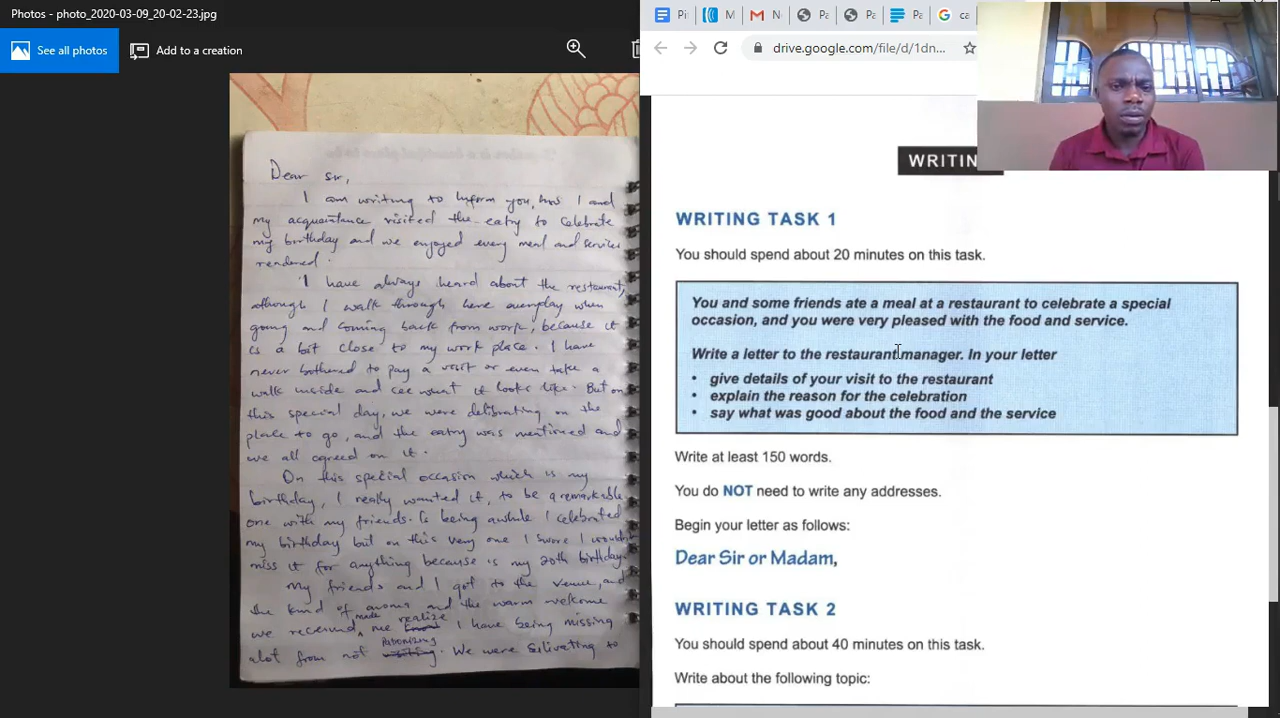 Photos - photo_2020-03-09_20-02-23.jpg
See all photos
Add to a creation
Dear sir,
I am writing to inform you, how I and
my acquaintance visited the eatry to celebrate
my birthday and we enjoyed every meal and services
rendered.
I have always heard about the restaurant,
although I walk through here everyday when
going and coming back from work, because it
is a bit close to my work place. I have
never bothered to pay a visit or even take a
walk inside and see what it looks like. But on
this special day, we were delibrating on the
place to go, and the eatry was mentioned and
we all agreed on it.
On this special occasion which is my
birthday, I really wanted it, to be a remarkable
one with my friends. Is being awhile I celebrated
my birthday but on this very one I swore I wouldn't
miss it for anything because is my 20th birthday.
My friends and I got to the venue, and
the kind of aroma and the warm welcome
we received, made me realize I have being missing
alot from not patronizing. We were salivating to
Pi
M
M
N
Pa
Pa
Pa
ca
drive.google.com/file/d/1dn...
WRITIN
WRITING TASK 1
You should spend about 20 minutes on this task.
You and some friends ate a meal at a restaurant to celebrate a special
occasion, and you were very pleased with the food and service.
Write a letter to the restaurant manager. In your letter
• give details of your visit to the restaurant
• explain the reason for the celebration
• say what was good about the food and the service
Write at least 150 words.
You do NOT need to write any addresses.
Begin your letter as follows:
Dear Sir or Madam,
WRITING TASK 2
You should spend about 40 minutes on this task.
Write about the following topic: